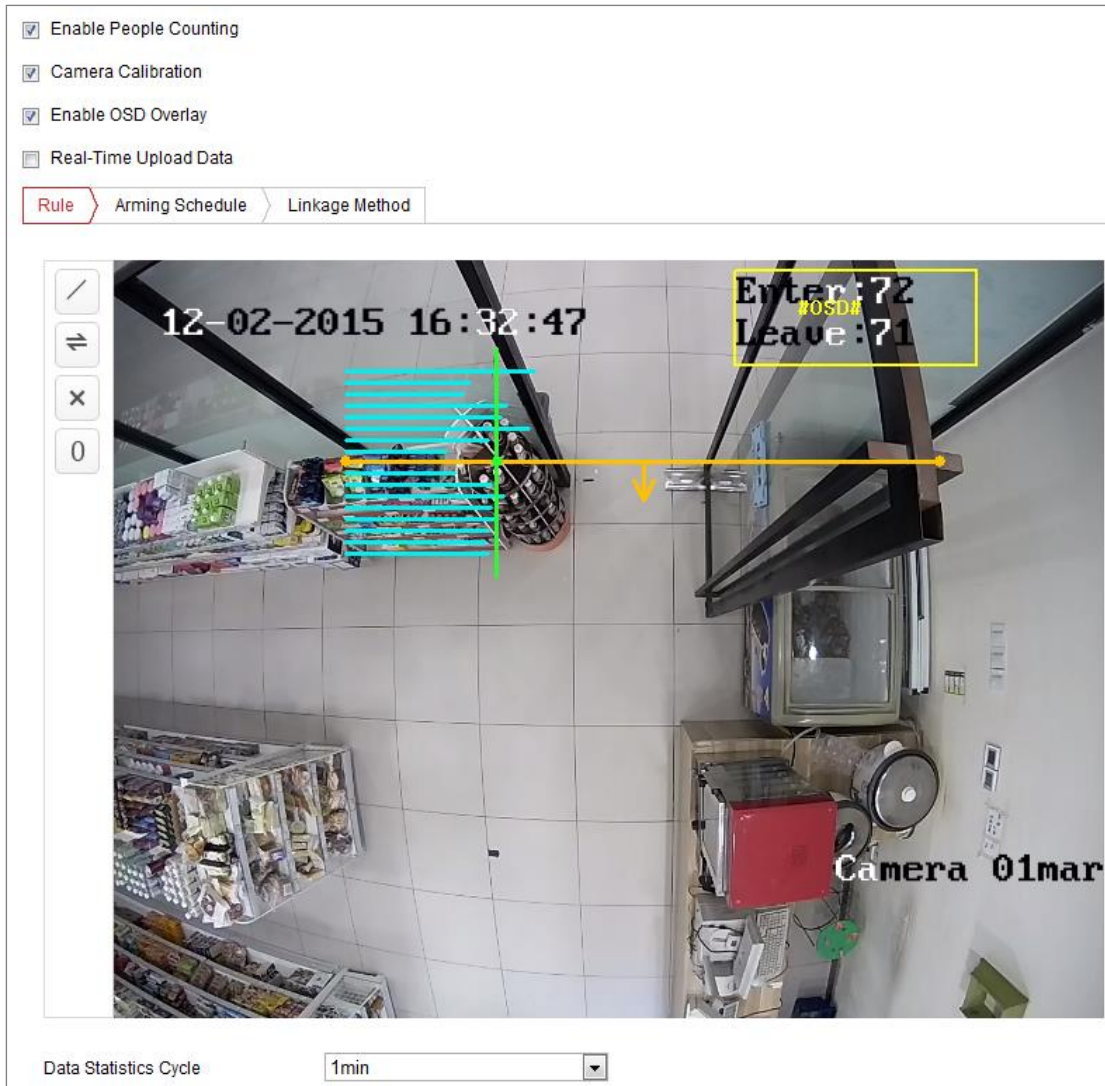 Enable People Counting
Camera Calibration
Enable OSD Overlay
Real-Time Upload Data
Rule Arming Schedule Linkage Method
12-02-2015 16:32:47
Enter:72
#OSD#
Leave:71
0
Camera 01mar
Data Statistics Cycle 1min